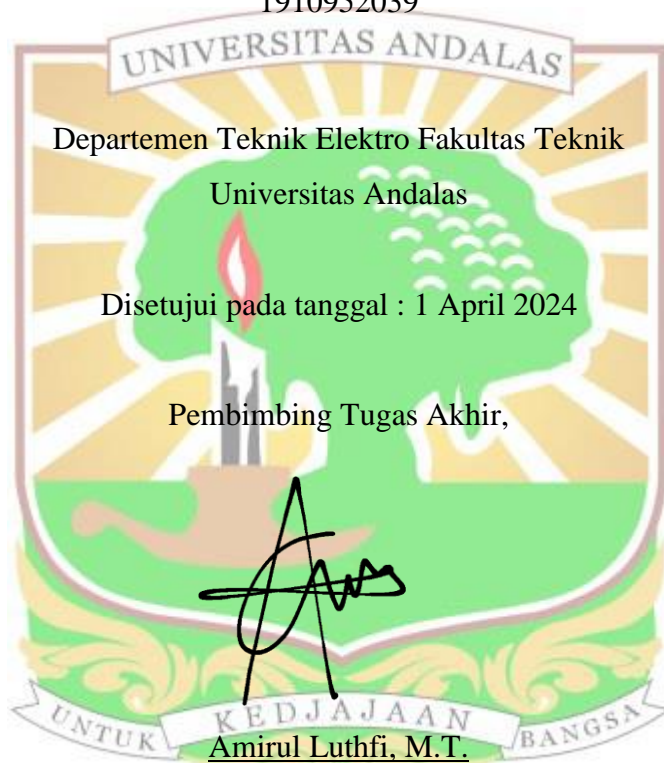 1910952039
UNIVERSITAS ANDALAS
Departemen Teknik Elektro Fakultas Teknik
Universitas Andalas
Disetujui pada tanggal : 1 April 2024
Pembimbing Tugas Akhir,
UNTUK KEDJAJAAN BANGSA
Amirul Luthfi, M.T.